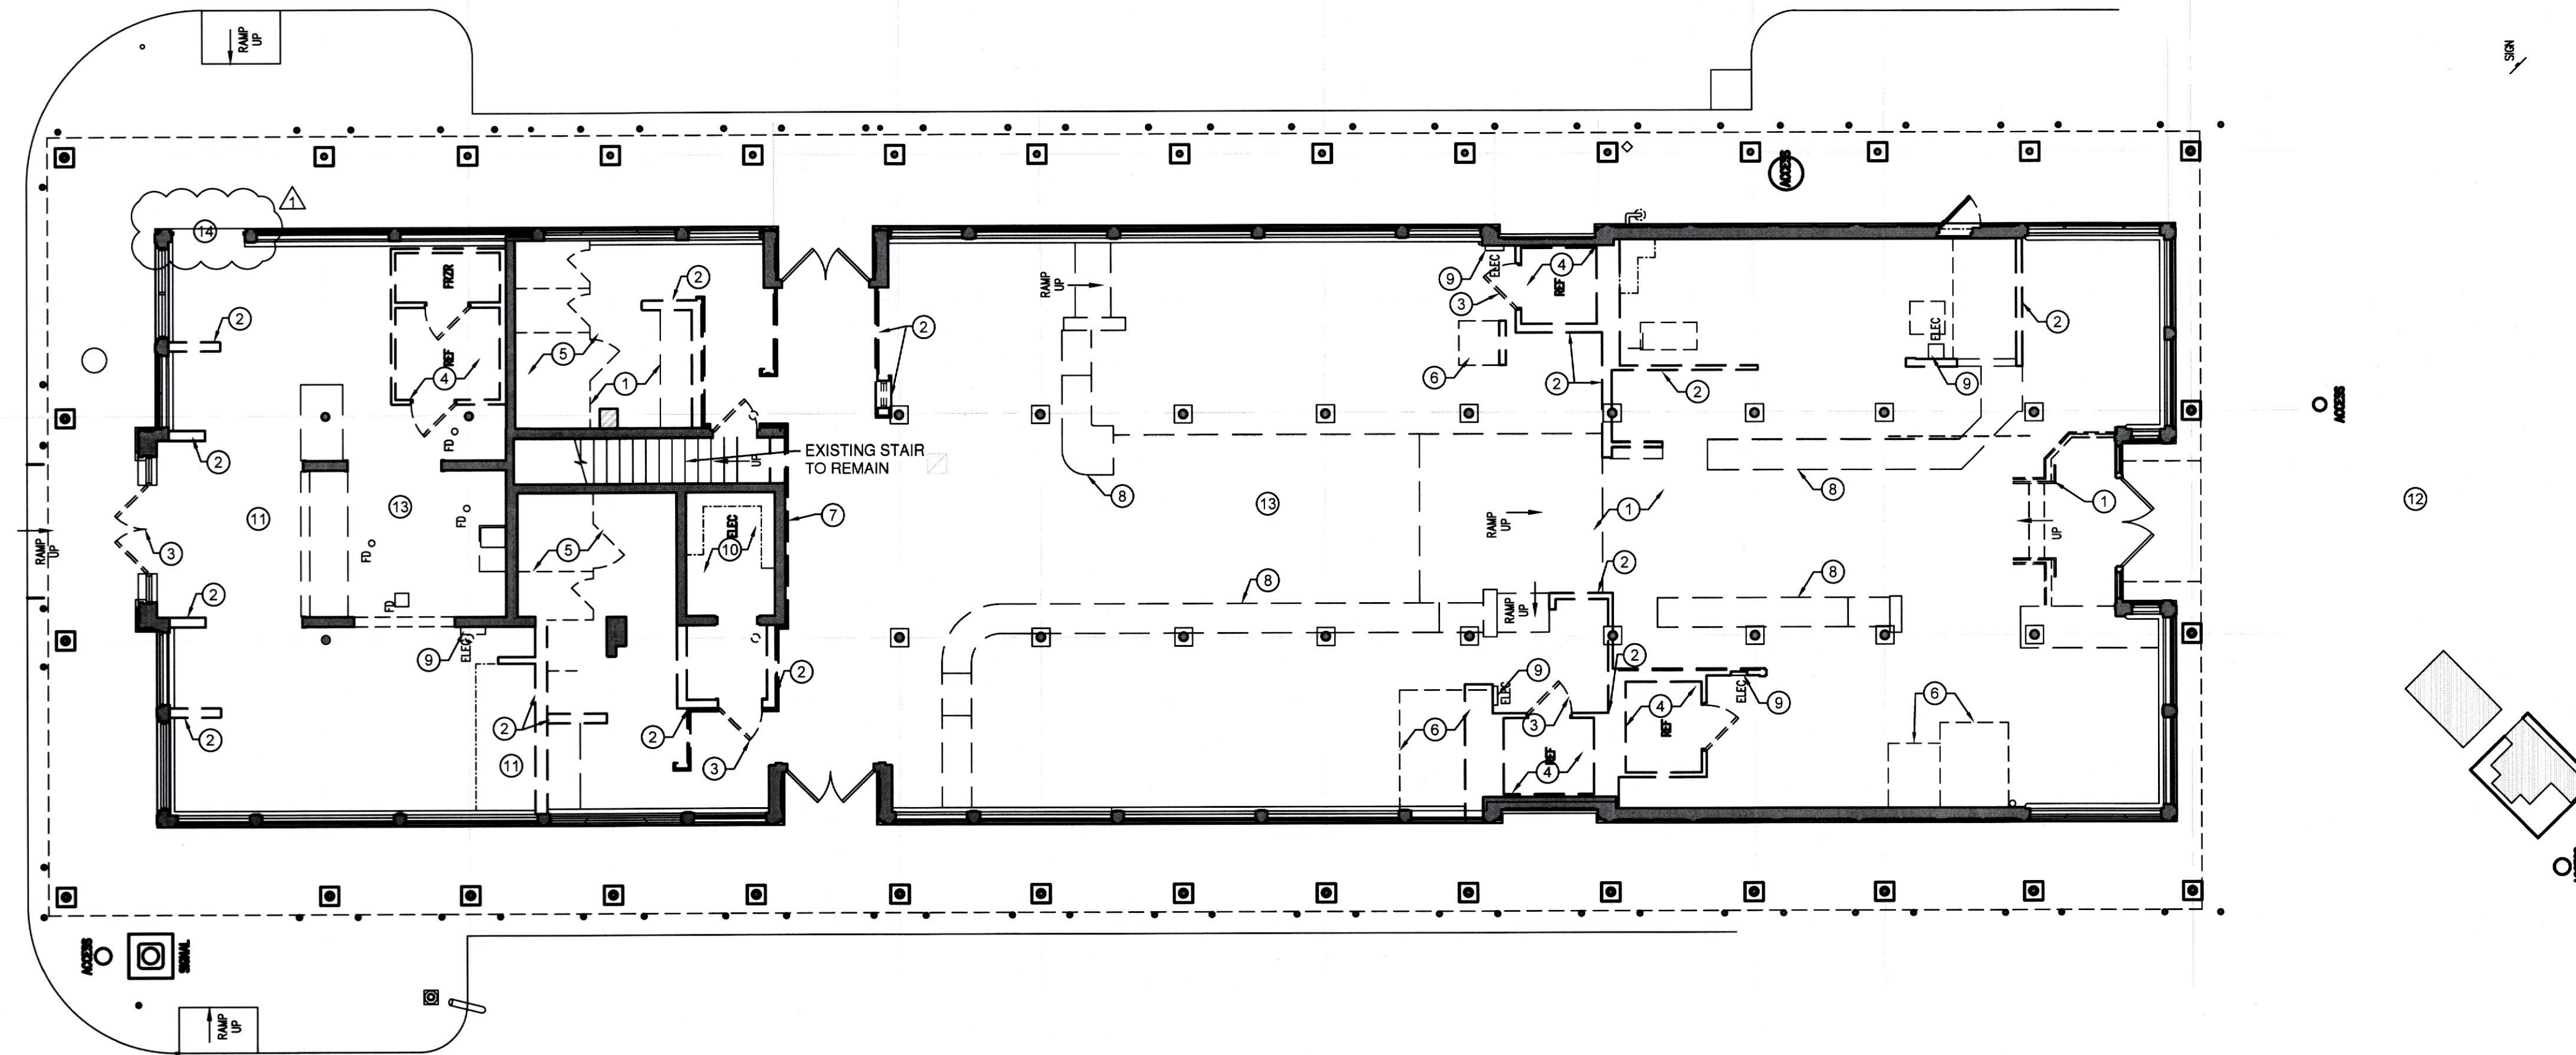 RAMP
UP
SIGN
ACCESS
1
14
2
FRZR
REF
4
2
5
1
2
2
RAMP
UP
9
ELEC
4
REF
3
6
2
2
ELEC
9
2
ACCESS
2
FD
UP
EXISTING STAIR
TO REMAIN
8
8
11
13
FD
7
13
RAMP
UP
1
1
12
RAMP
UP
3
FD
5
ELEC
10
UP
2
FD
8
2
8
RAMP
UP
9
ELEC
2
2
9
ELEC
ELEC
9
2
6
2
2
2
11
3
6
3
4
REF
4
REF
ACCESS
SIGNAL
RAMP
UP